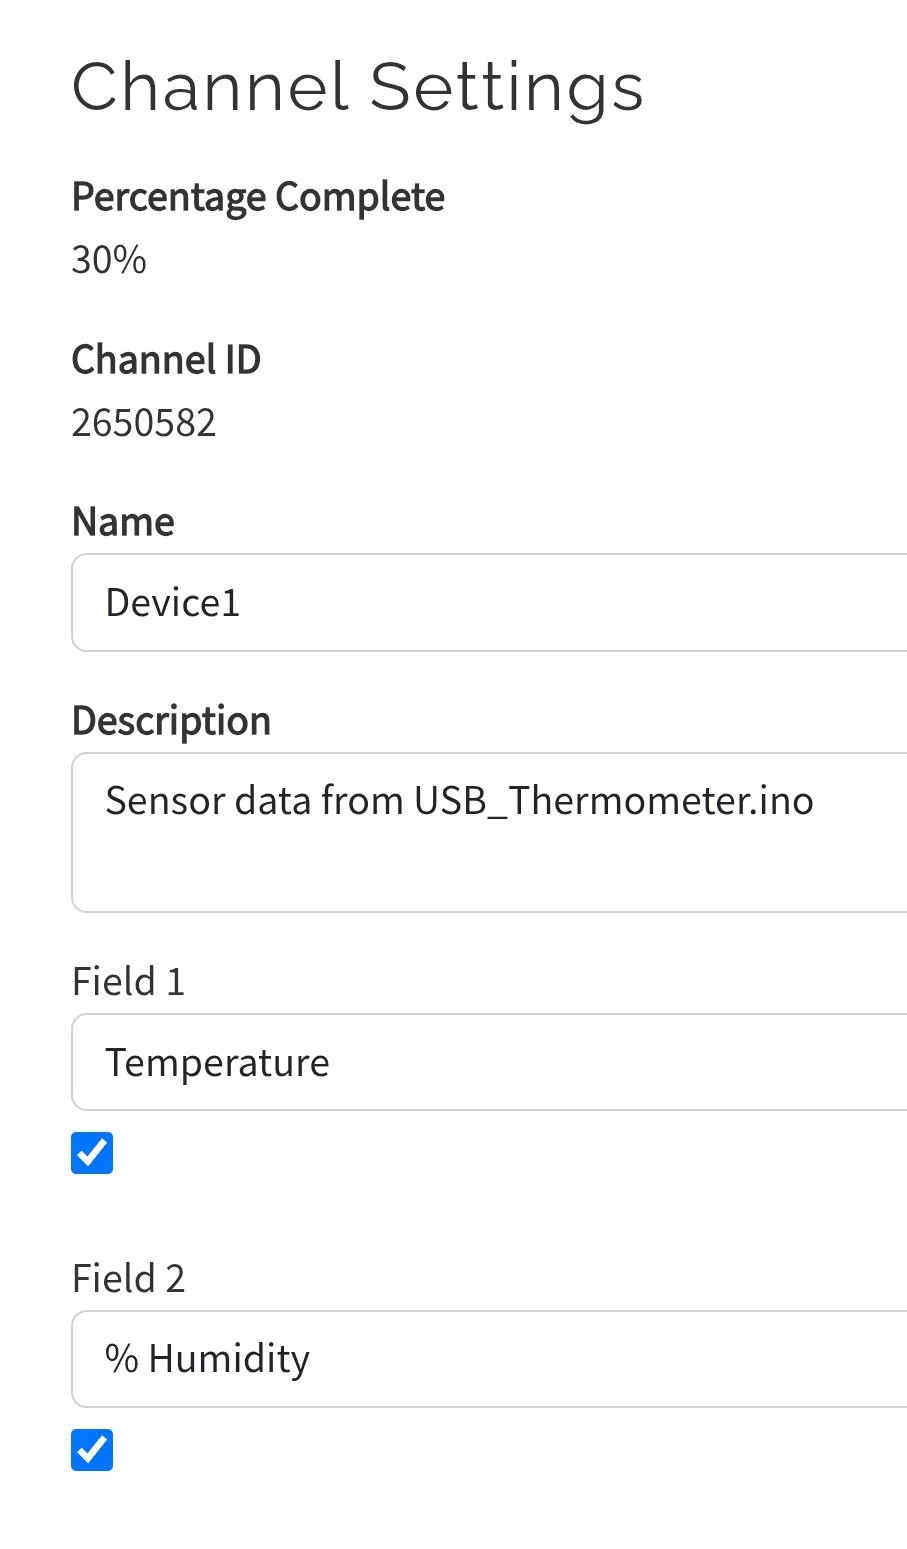 Channel Settings
Percentage Complete
30%
Channel ID
2650582
Name
Device1
Description
Sensor data from USB_Thermometer.ino
Field 1
Temperature
Field 2
% Humidity